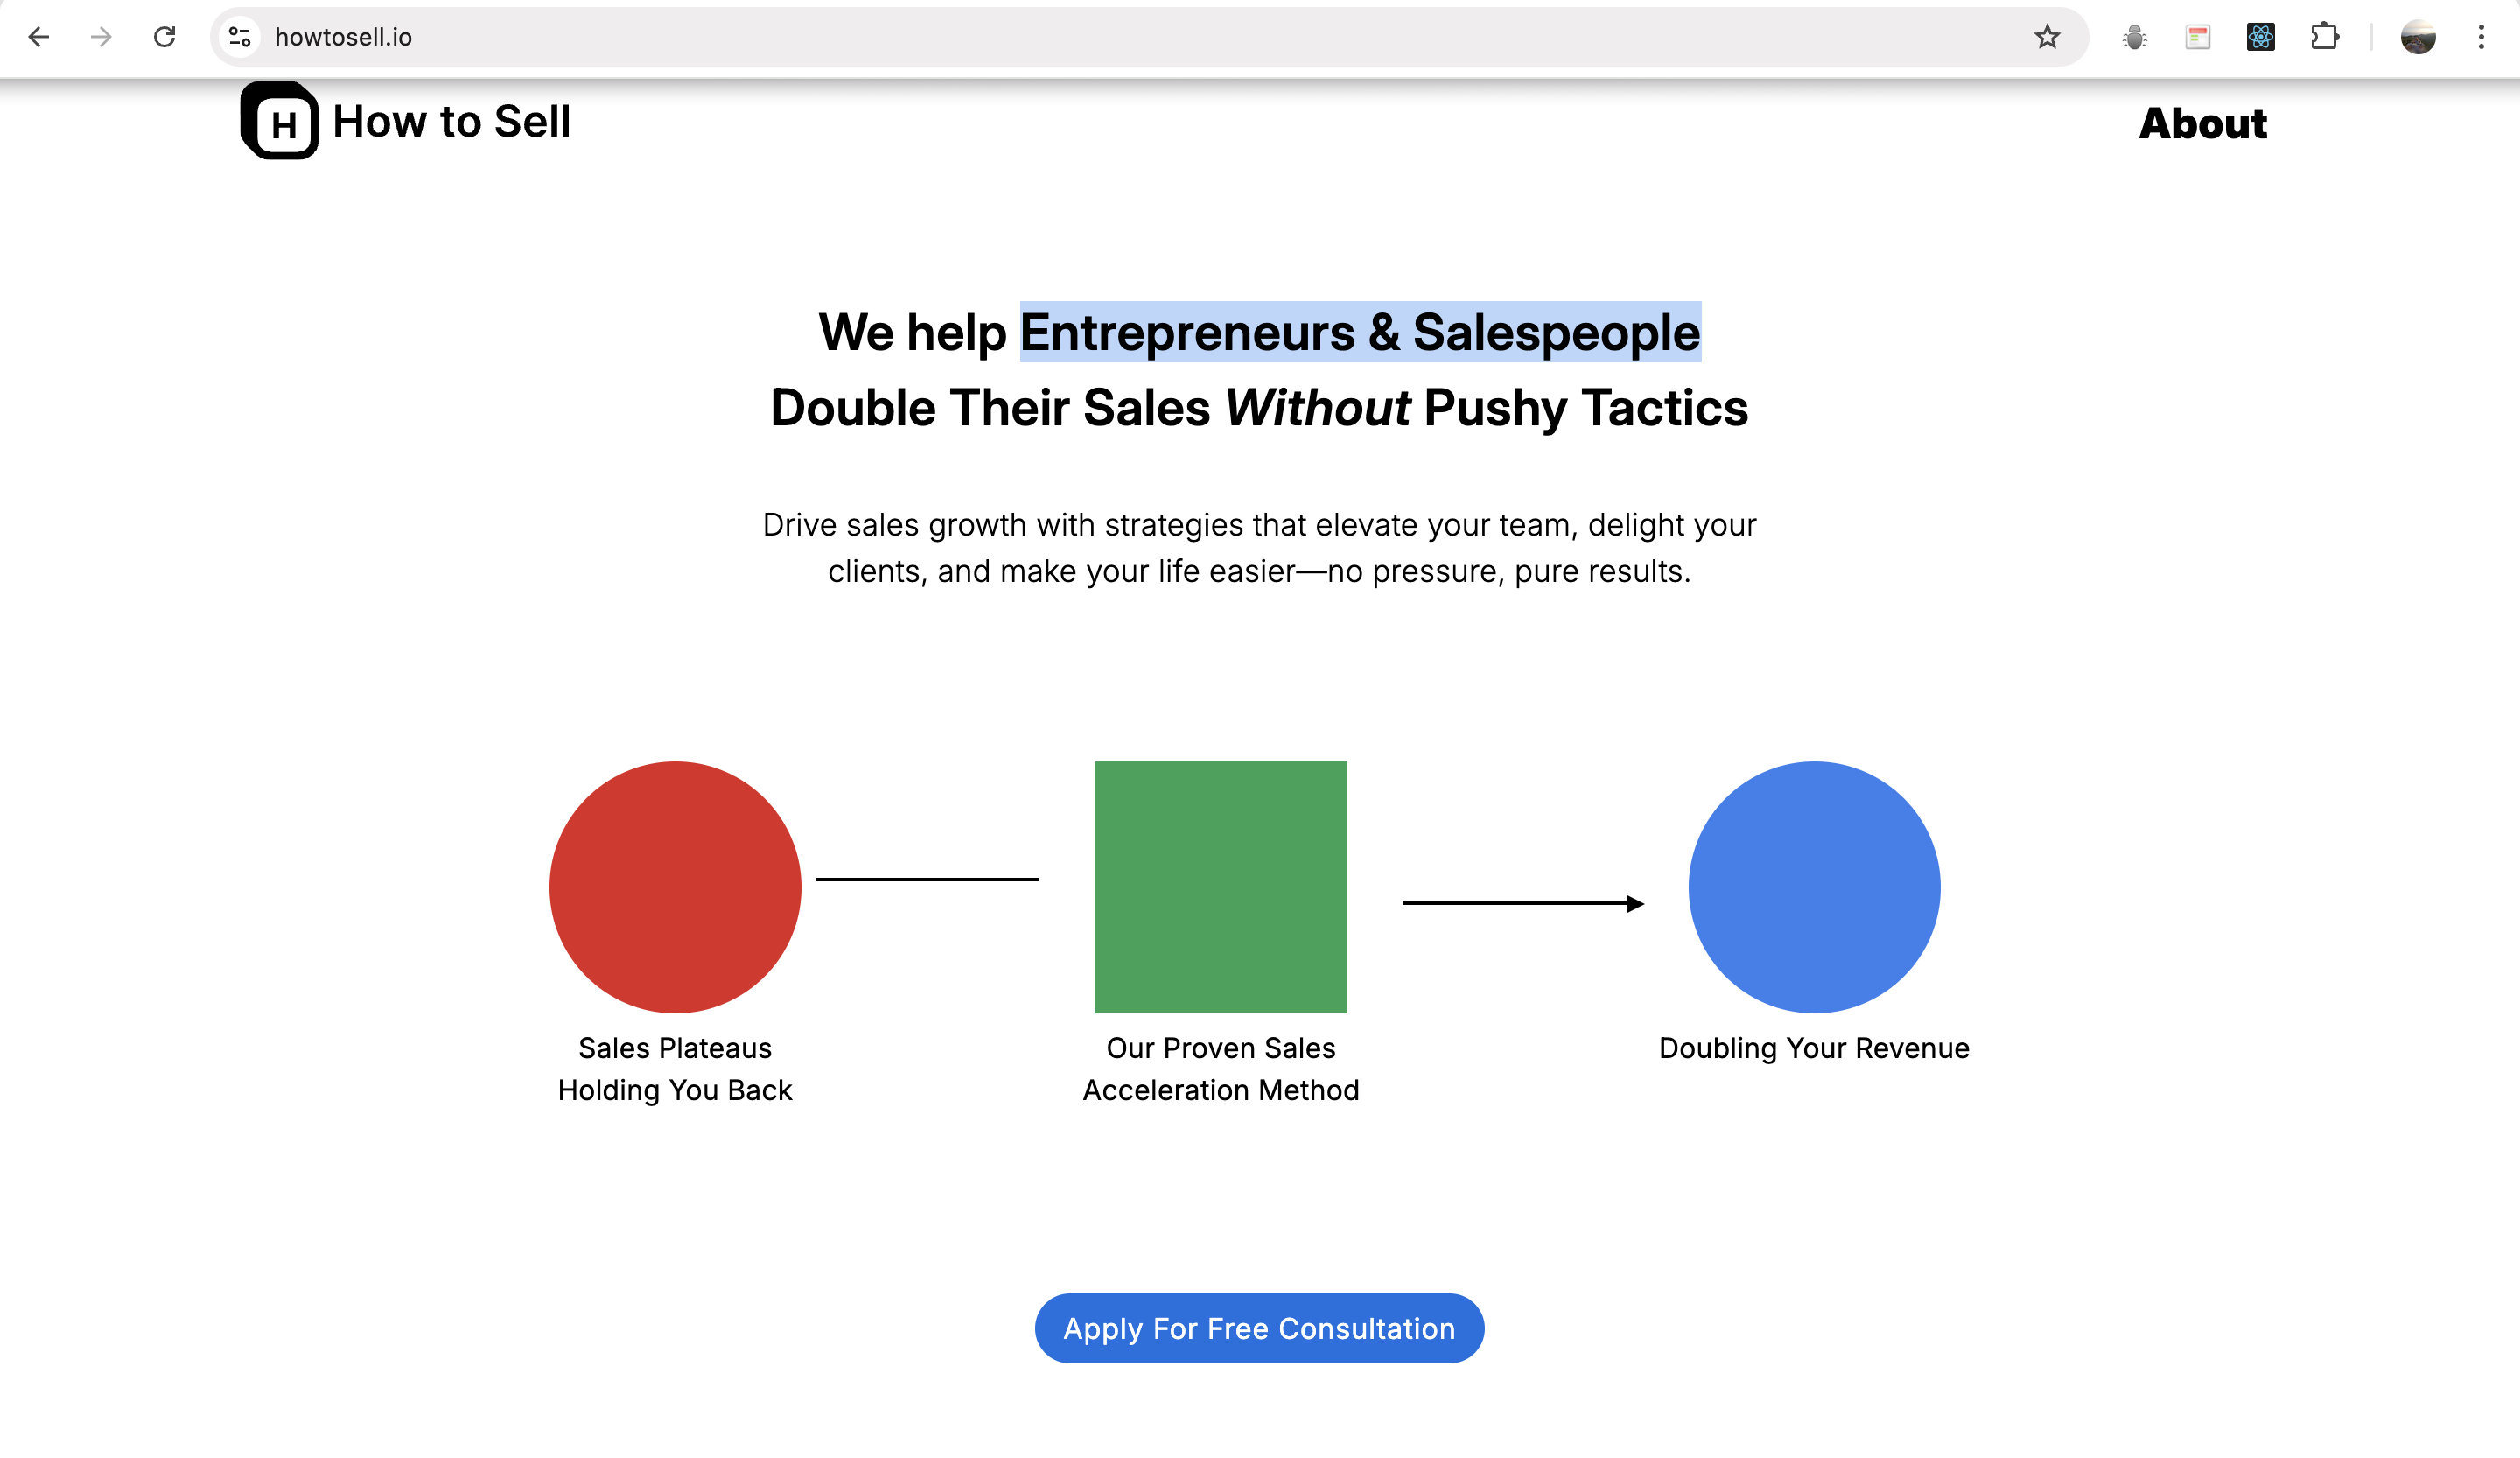 howtosell.io
H How to Sell
About
We help Entrepreneurs & Salespeople
Double Their Sales Without Pushy Tactics
Drive sales growth with strategies that elevate your team, delight your
clients, and make your life easier—no pressure, pure results.
Sales Plateaus
Holding You Back
Our Proven Sales
Acceleration Method
Doubling Your Revenue
Apply For Free Consultation